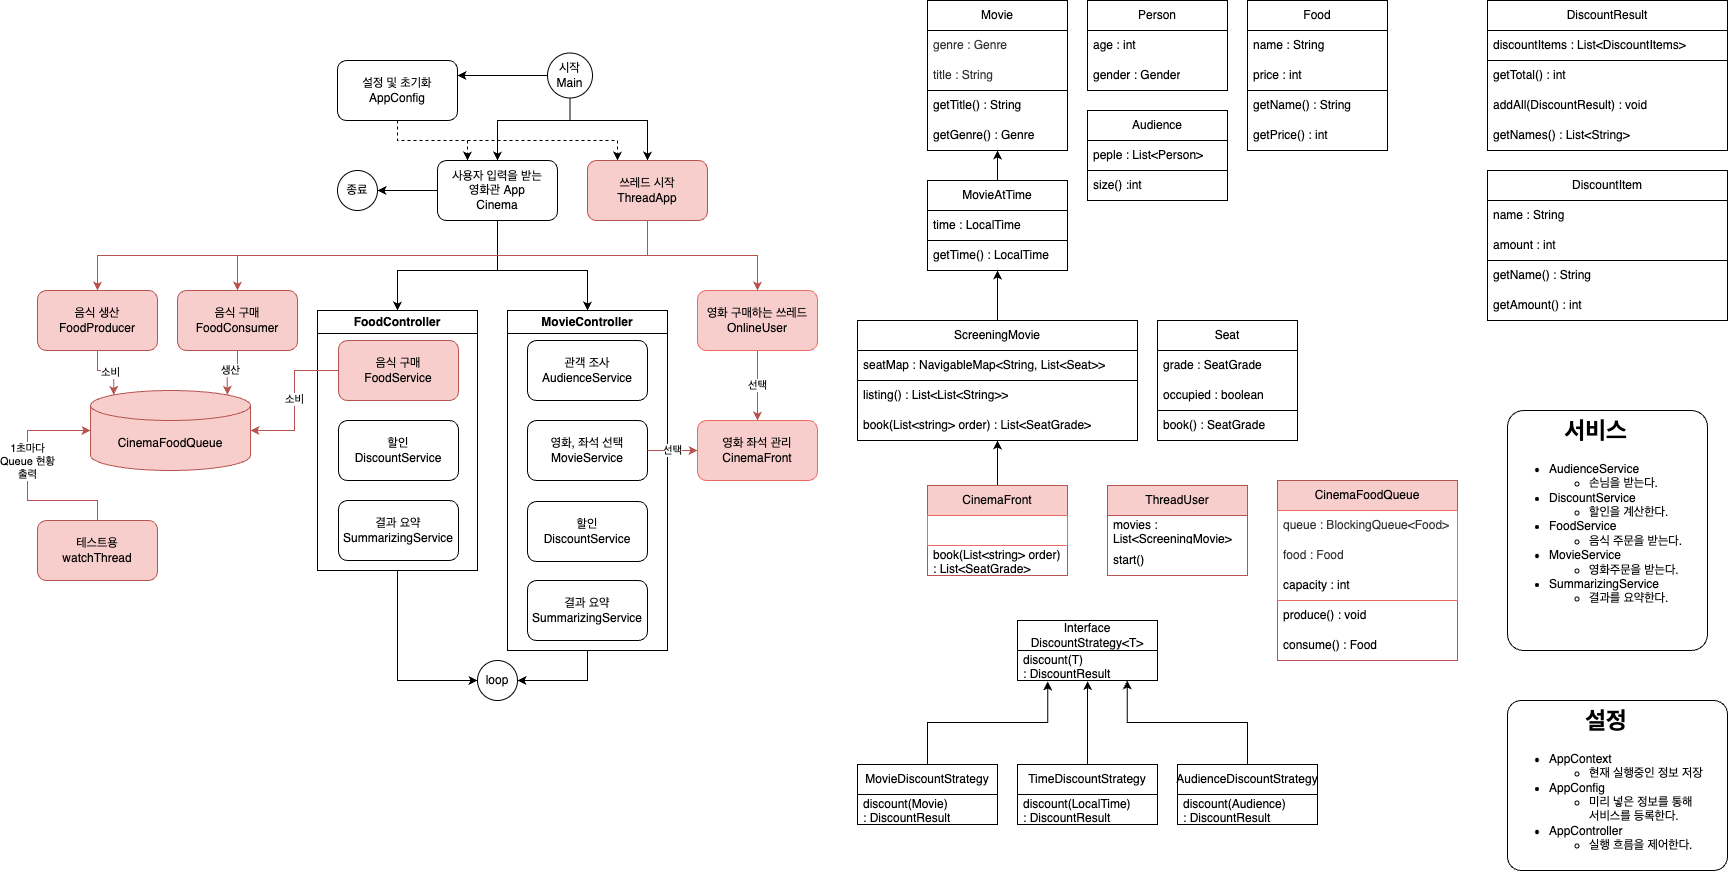 시작
Main
설정 및 초기화
AppConfig
종료
사용자 입력을 받는
영화관 App
Cinema
쓰레드 시작
ThreadApp
음식 생산
FoodProducer
음식 구매
FoodConsumer
소비
생산
CinemaFoodQueue
1초마다
Queue 현황
출력
테스트용
watchThread
소비
FoodController
음식 구매
FoodService
할인
DiscountService
결과 요약
SummarizingService
MovieController
관객 조사
AudienceService
영화, 좌석 선택
MovieService
할인
DiscountService
결과 요약
SummarizingService
loop
영화 구매하는 쓰레드
OnlineUser
선택
선택
영화 좌석 관리
CinemaFront
Movie
genre : Genre
title : String
getTitle() : String
getGenre() : Genre
Person
age : int
gender : Gender
Food
name : String
price : int
getName() : String
getPrice() : int
DiscountResult
discountItems : List<DiscountItems>
getTotal() : int
addAll(DiscountResult) : void
getNames() : List<String>
Audience
peple : List<Person>
size() :int
MovieAtTime
time : LocalTime
getTime() : LocalTime
DiscountItem
name : String
amount : int
getName() : String
getAmount() : int
ScreeningMovie
seatMap : NavigableMap<String, List<Seat>>
listing() : List<List<String>>
book(List<string> order) : List<SeatGrade>
Seat
grade : SeatGrade
occupied : boolean
book() : SeatGrade
CinemaFront
book(List<string> order)
: List<SeatGrade>
ThreadUser
movies :
List<ScreeningMovie>
start()
CinemaFoodQueue
queue : BlockingQueue<Food>
food : Food
capacity : int
produce() : void
consume() : Food
Interface
DiscountStrategy<T>
discount(T)
: DiscountResult
MovieDiscountStrategy
discount(Movie)
: DiscountResult
TimeDiscountStrategy
discount(LocalTime)
: DiscountResult
AudienceDiscountStrategy
discount(Audience)
: DiscountResult
서비스
AudienceService
손님을 받는다.
DiscountService
할인을 계산한다.
FoodService
음식 주문을 받는다.
MovieService
영화주문을 받는다.
SummarizingService
결과를 요약한다.
설정
AppContext
현재 실행중인 정보 저장
AppConfig
미리 넣은 정보를 통해
서비스를 등록한다.
AppController
실행 흐름을 제어한다.